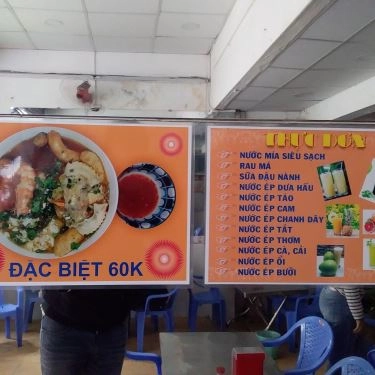 ĐẶC BIỆT 60K
THỰC ĐƠN
NƯỚC MÍA SIÊU SẠCH
RAU MÁ
SỮA ĐẬU NÀNH
NƯỚC ÉP DƯA HẤU
NƯỚC ÉP TÁO
NƯỚC ÉP CAM
NƯỚC ÉP CHANH DÂY
NƯỚC ÉP TẮT
NƯỚC ÉP THƠM
NƯỚC ÉP CÀ, CẢI
NƯỚC ÉP ỔI
NƯỚC ÉP BƯỞI